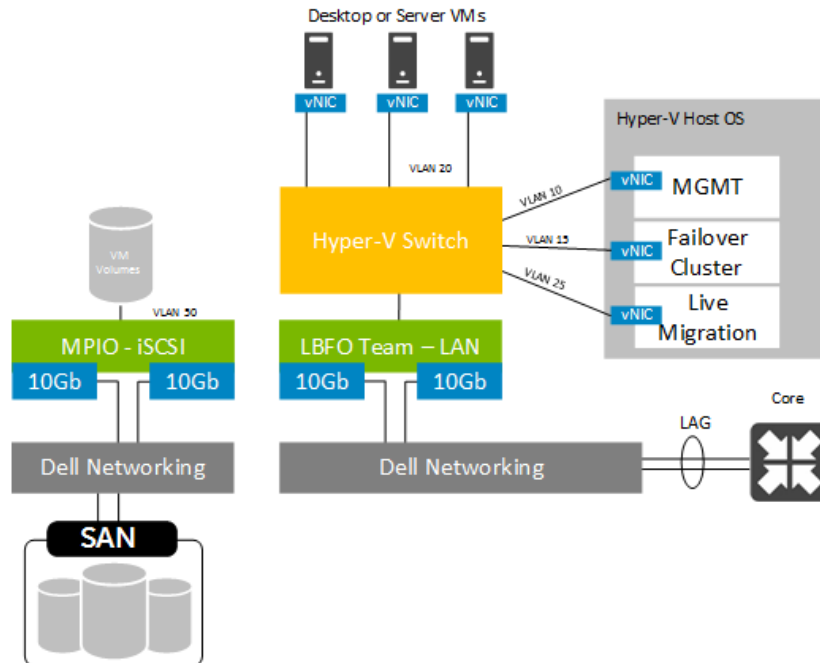 Desktop or Server VMs
vNIC
vNIC
vNIC
VLAN 20
Hyper-V Host OS
vNIC
MGMT
VLAN 10
Hyper-V Switch
VLAN 15
vNIC
Failover
Cluster
VLAN 25
vNIC
Live
Migration
VM
Volumes
VLAN 50
MPIO - iSCSI
10Gb
10Gb
LBFO Team – LAN
10Gb
10Gb
Dell Networking
Dell Networking
LAG
Core
SAN